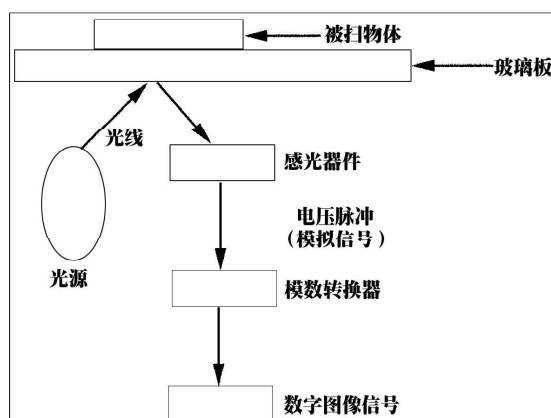 被扫物体
玻璃板
光线
感光器件
电压脉冲
（模拟信号）
光源
模数转换器
数字图像信号